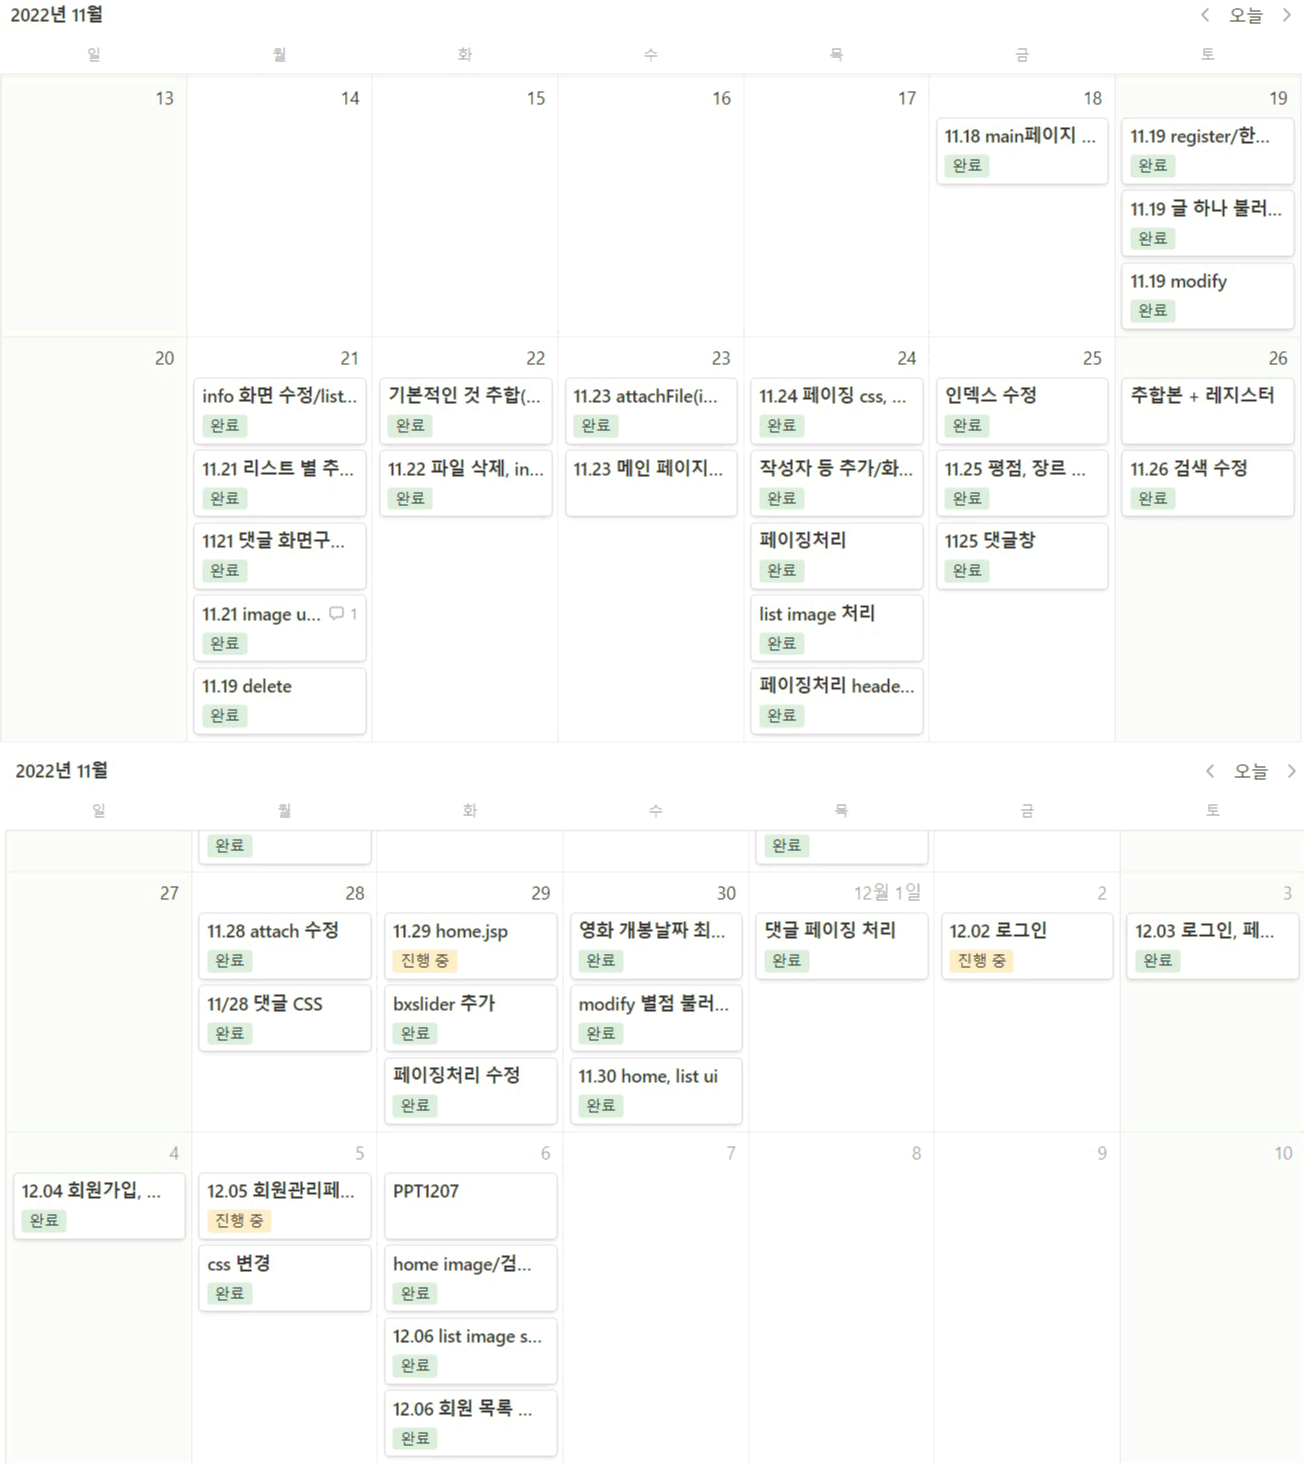 2022년 11월
오늘
일 월 화 수 목 금 토
13 14 15 16 17 18 19
11.18 main페이지 ...
완료
11.19 register/한...
완료
11.19 글 하나 불러...
완료
11.19 modify
완료
20 21 22 23 24 25 26
info 화면 수정/list...
완료
11.21 리스트 별 추...
완료
1121 댓글 화면구...
완료
11.21 image u... 1
완료
11.19 delete
완료
기본적인 것 추합(...
완료
11.22 파일 삭제, in...
완료
11.23 attachFile(i...
완료
11.23 메인 페이지...
11.24 페이징 css, ...
완료
작성자 등 추가/화...
완료
페이징처리
완료
list image 처리
완료
페이징처리 heade...
완료
인덱스 수정
완료
11.25 평점, 장르 ...
완료
1125 댓글창
완료
추합본 + 레지스터
11.26 검색 수정
완료
2022년 11월
오늘
일 월 화 수 목 금 토
완료
완료
27 28 29 30 12월 1일 2 3
11.28 attach 수정
완료
11/28 댓글 CSS
완료
11.29 home.jsp
진행 중
bxslider 추가
완료
페이징처리 수정
완료
영화 개봉날짜 최...
완료
modify 별점 불러...
완료
11.30 home, list ui
완료
댓글 페이징 처리
완료
12.02 로그인
진행 중
12.03 로그인, 페...
완료
4 5 6 7 8 9 10
12.04 회원가입, ...
완료
12.05 회원관리페...
진행 중
css 변경
완료
PPT1207
home image/검...
완료
12.06 list image s...
완료
12.06 회원 목록 ...
완료